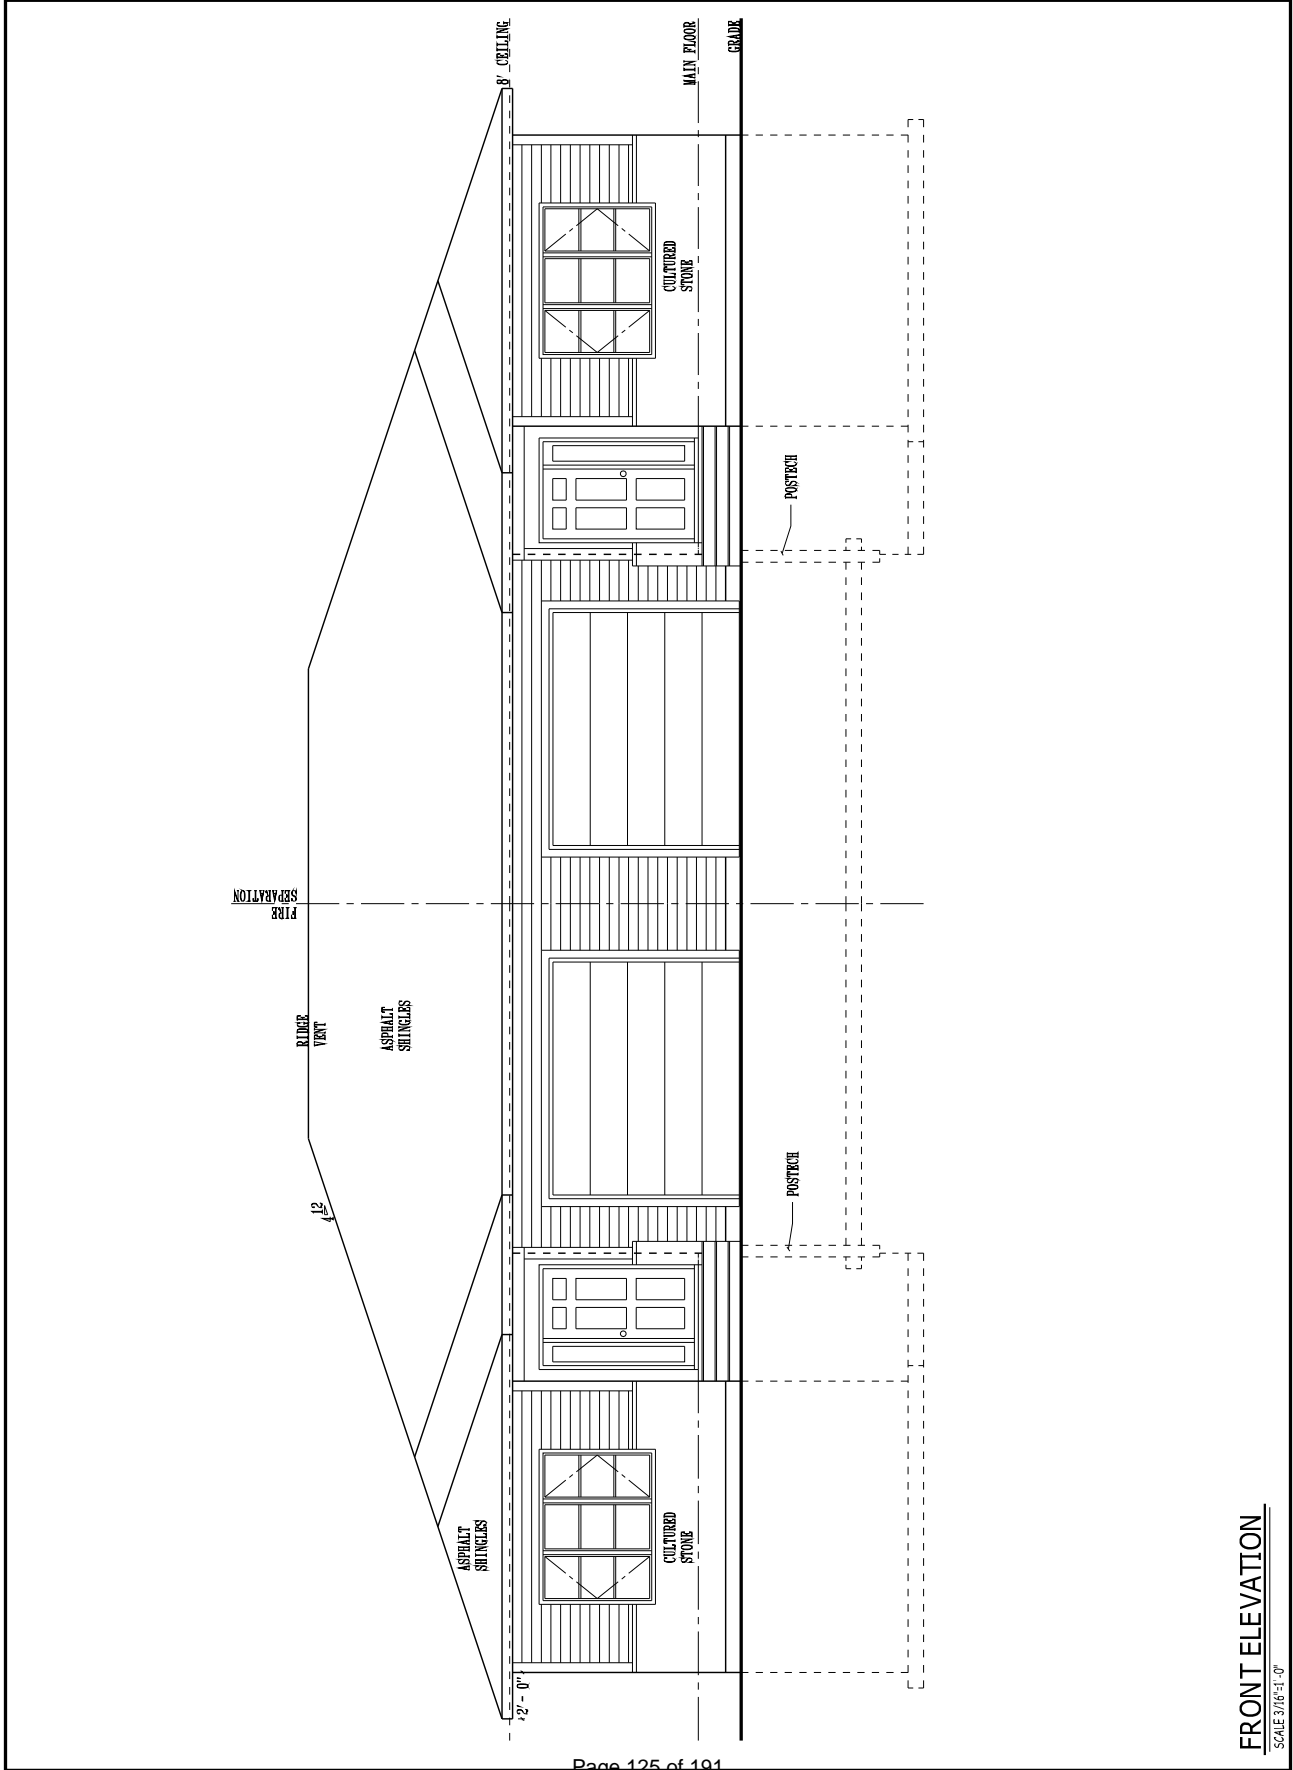 FIRE
SEPARATION
RIDGE
VENT
ASPHALT
SHINGLES
12
4
ASPHALT
SHINGLES
8' CEILING
2'- 0"
CULTURED
STONE
CULTURED
STONE
MAIN FLOOR
GRADE
POSTECH
POSTECH
FRONT ELEVATION
SCALE 3/16"=1'-0"
Page 125 of 191